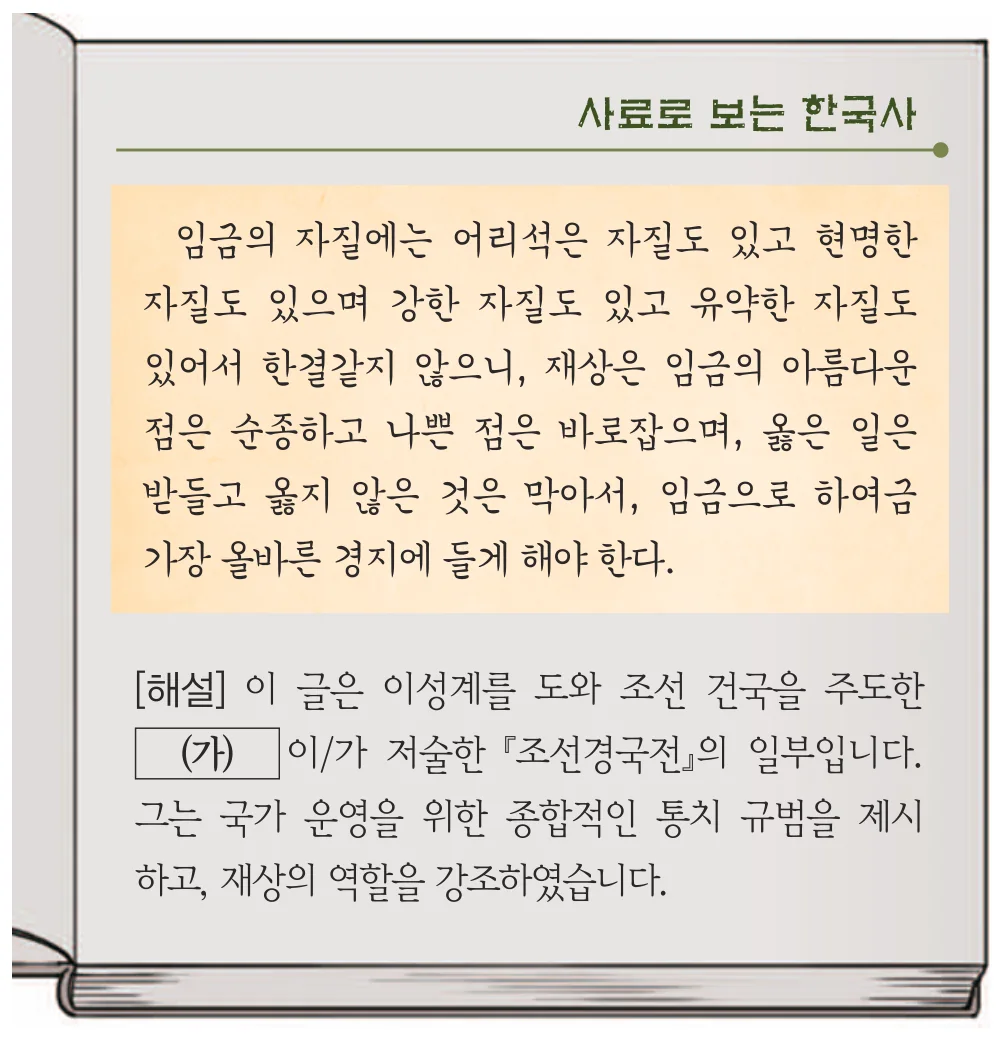 사료로 보는 한국사
임금의 자질에는 어리석은 자질도 있고 현명한
자질도 있으며 강한 자질도 있고 유약한 자질도
있어서 한결같지 않으니, 재상은 임금의 아름다운
점은 순종하고 나쁜 점은 바로잡으며, 옳은 일은
받들고 옳지 않은 것은 막아서, 임금으로 하여금
가장 올바른 경지에 들게 해야 한다.
[해설] 이 글은 이성계를 도와 조선 건국을 주도한
(가) 이/가 저술한 『조선경국전』의 일부입니다.
그는 국가 운영을 위한 종합적인 통치 규범을 제시
하고, 재상의 역할을 강조하였습니다.